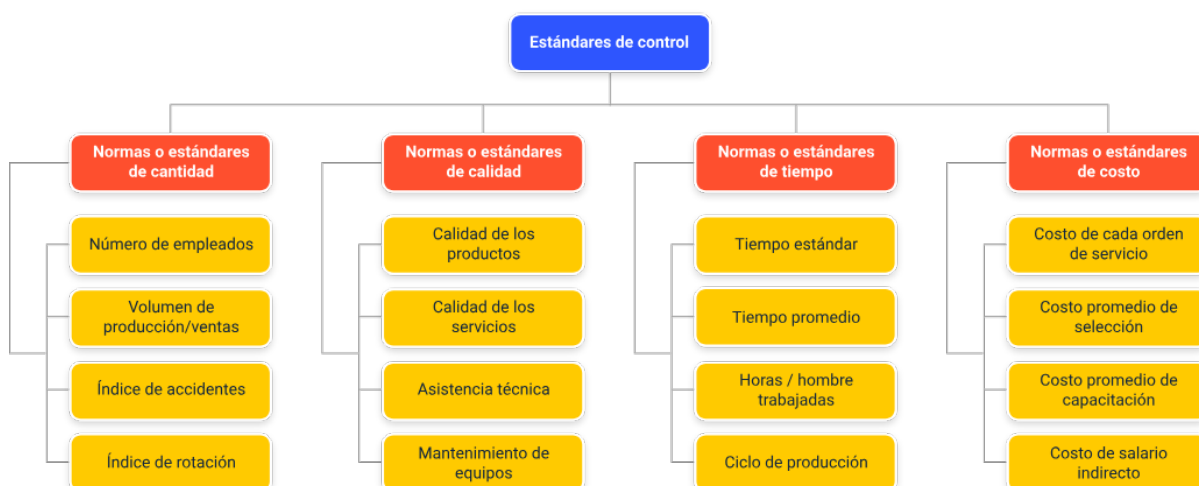 Estándares de control
Normas o estándares
de cantidad
Número de empleados
Volumen de
producción/ventas
Índice de accidentes
Índice de rotación
Normas o estándares
de calidad
Calidad de los
productos
Calidad de los
servicios
Asistencia técnica
Mantenimiento de
equipos
Normas o estándares
de tiempo
Tiempo estándar
Tiempo promedio
Horas / hombre
trabajadas
Ciclo de producción
Normas o estándares
de costo
Costo de cada orden
de servicio
Costo promedio de
selección
Costo promedio de
capacitación
Costo de salario
indirecto